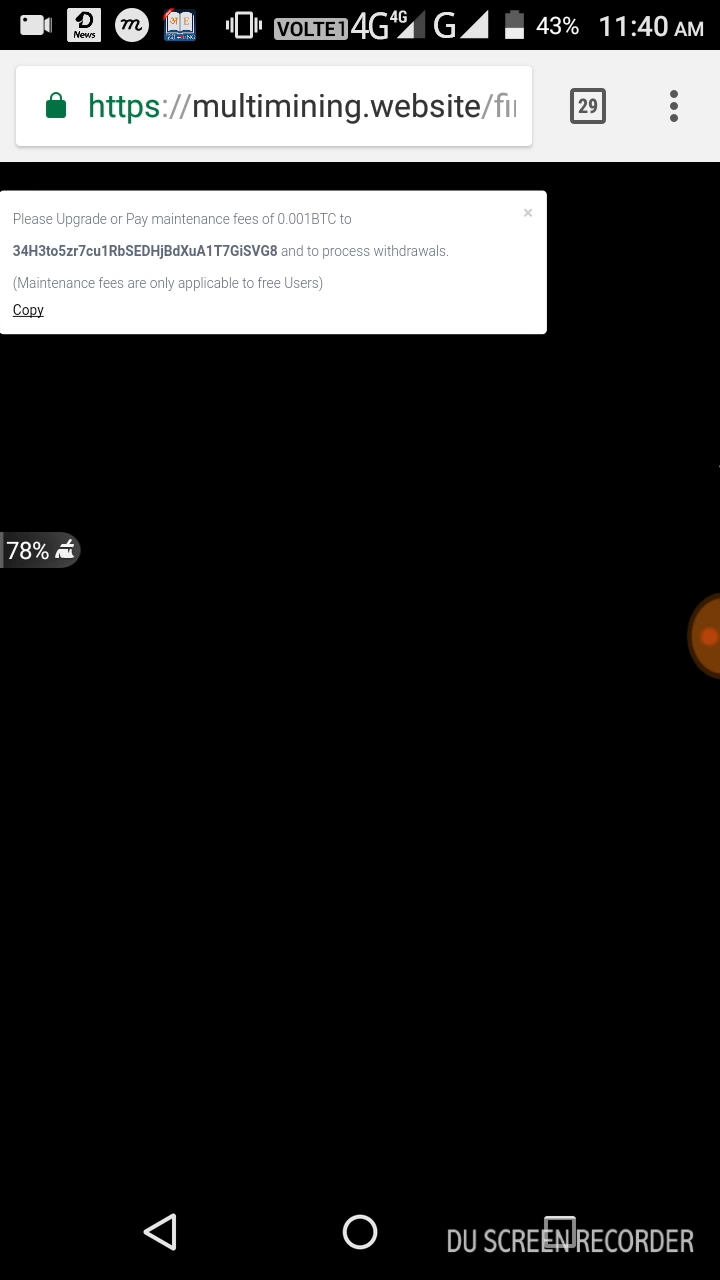 News m VOLTE1 4G 4G G 43% 11:40 AM
https://multimining.website/fi
29
Please Upgrade or Pay maintenance fees of 0.001BTC to ×
34H3to5zr7cu1RbSEDHjBdXuA1T7GiSVG8 and to process withdrawals.
(Maintenance fees are only applicable to free Users)
Copy
78%
DU SCREEN RECORDER